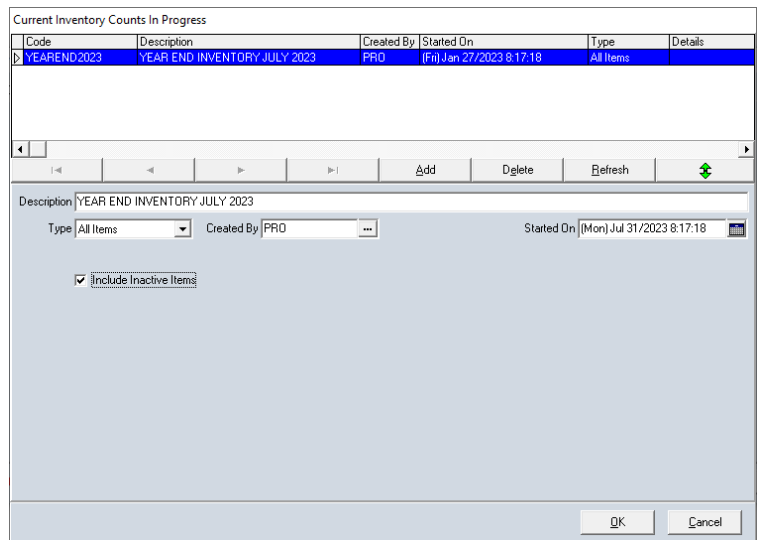 Current Inventory Counts In Progress
Code Description Created By Started On Type Details
YEAREND2023 YEAR END INVENTORY JULY 2023 PRO (Fri) Jan 27/2023 8:17:18 All Items
Add Delete Refresh
Description YEAR END INVENTORY JULY 2023
Type All Items Created By PRO ... Started On (Mon) Jul 31/2023 8:17:18
Include Inactive Items
OK Cancel